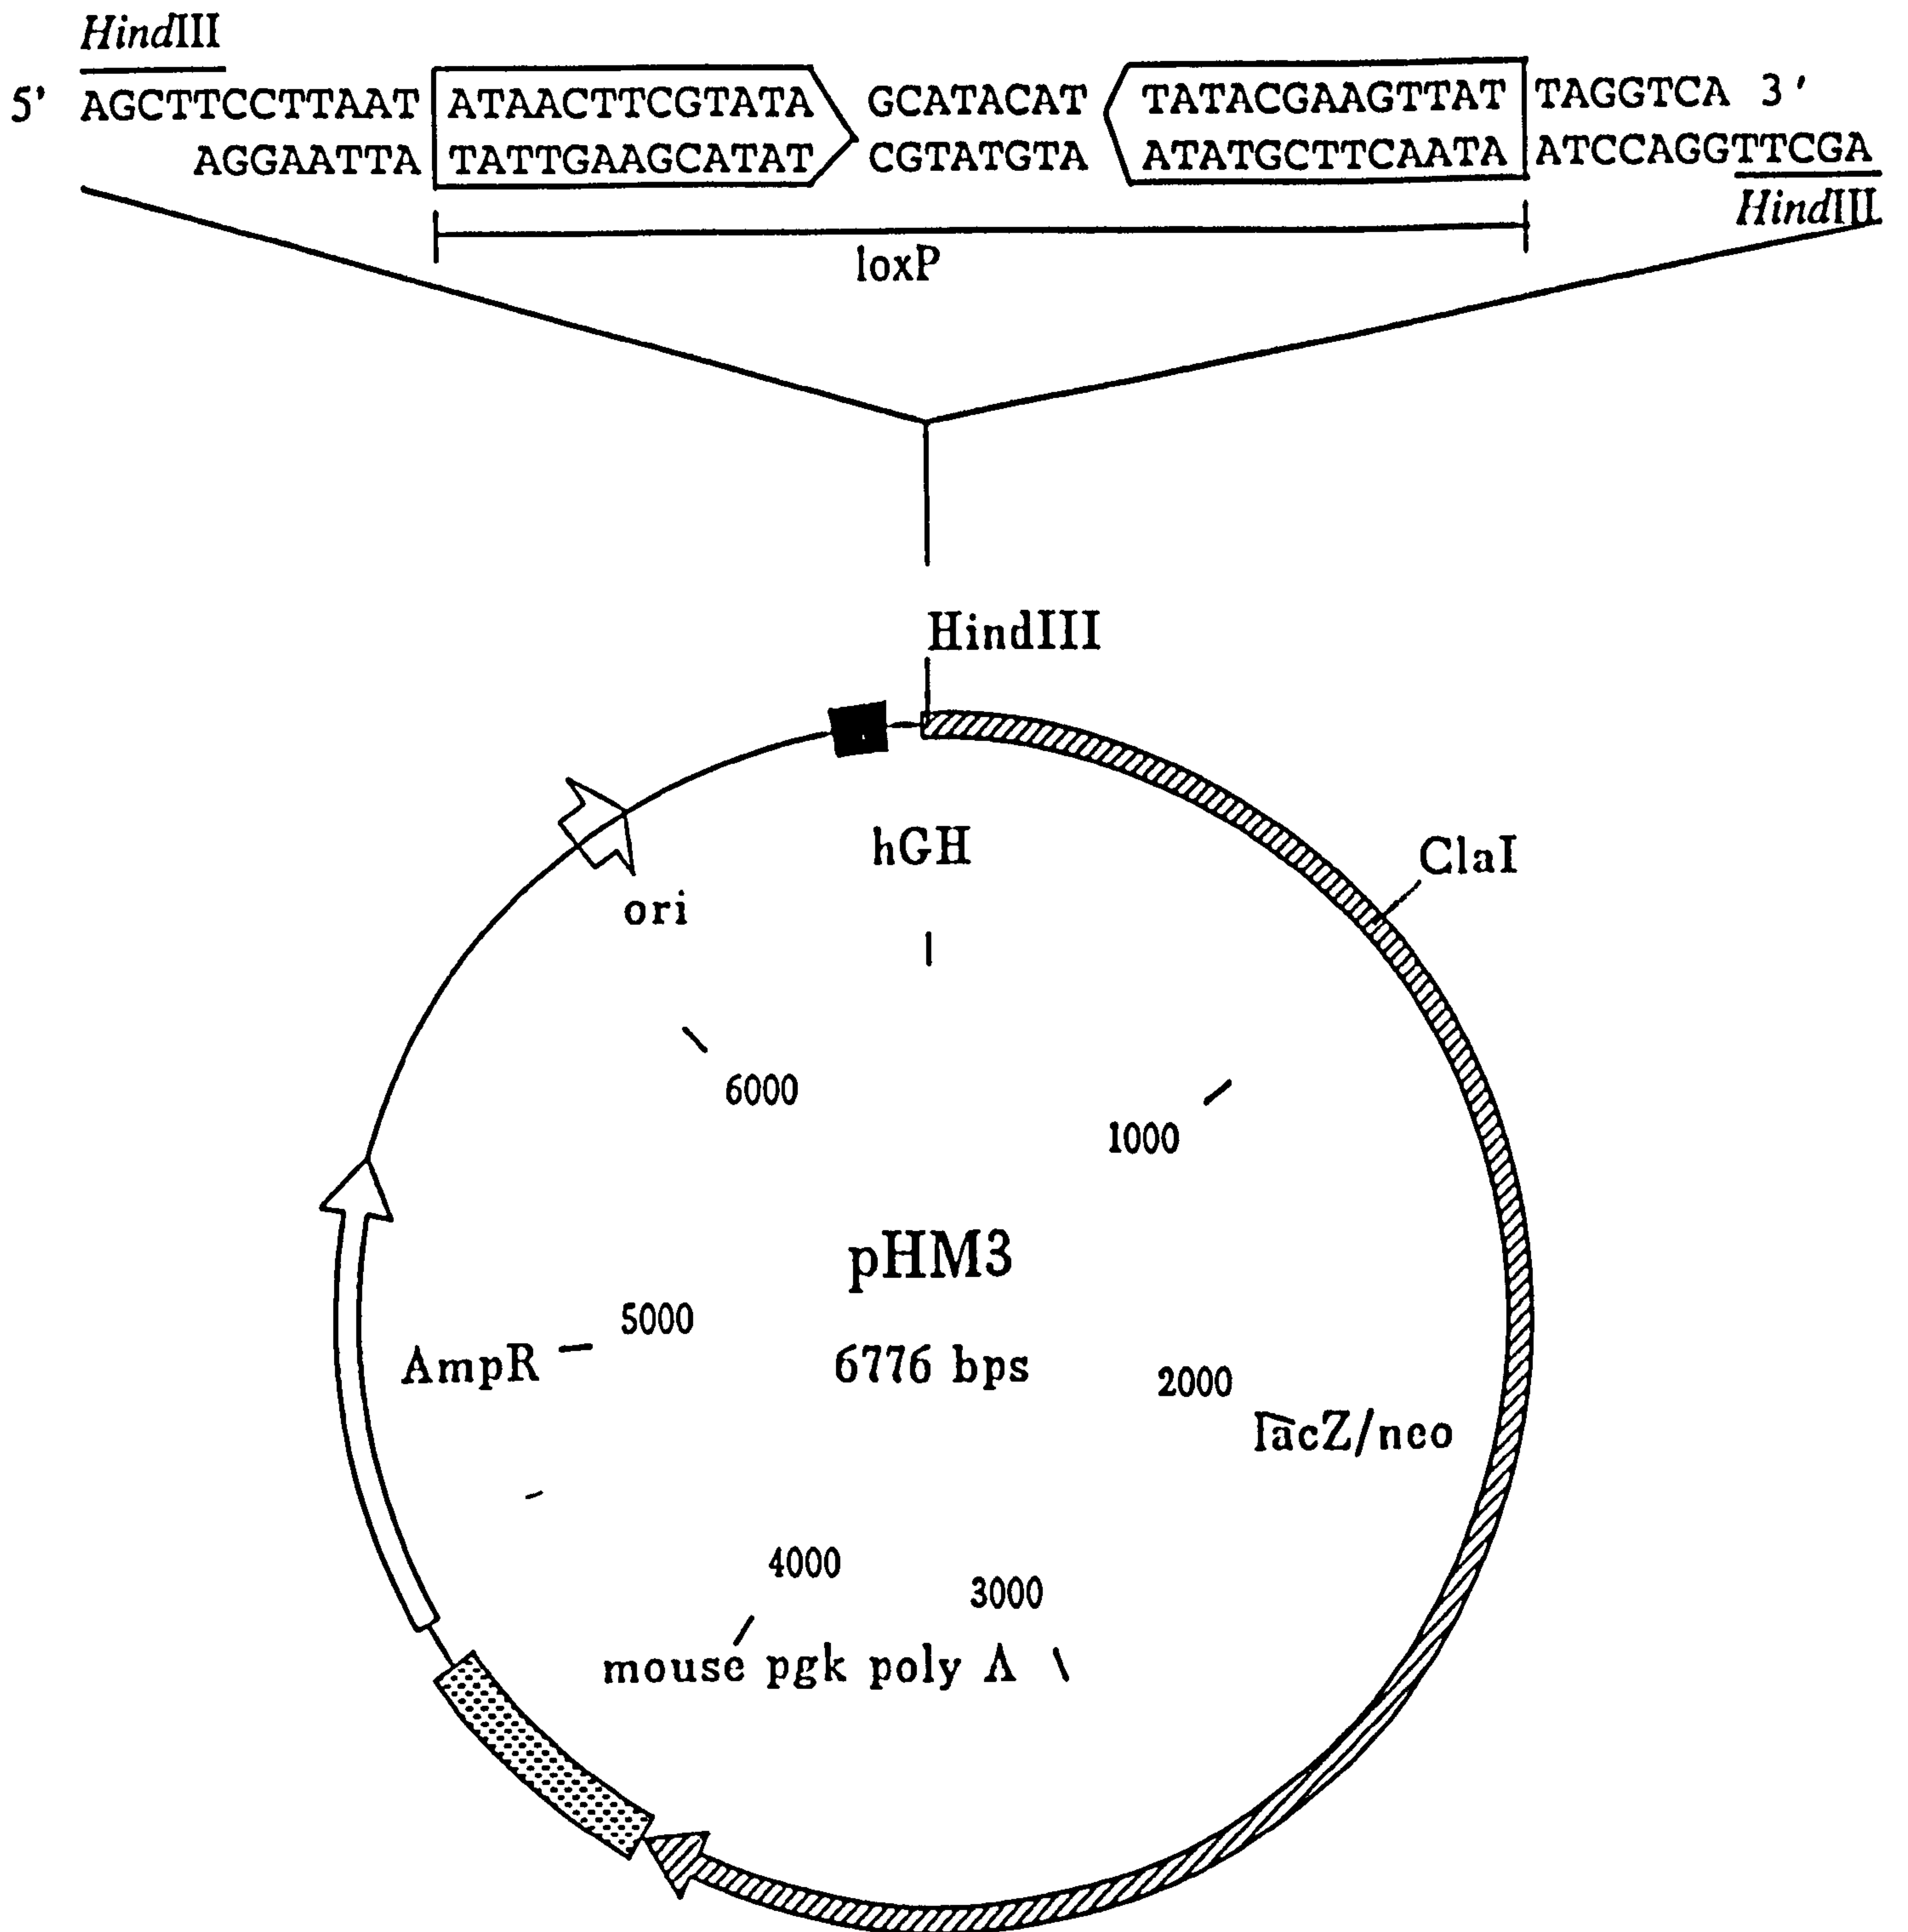 HindIII
5' AGCTTCCTTAAT ATAACTTCGTATA GCATACAT TATACGAAGTTAT TAGGTCA 3'
AGGAATTA TATTGAAGCATAT CGTATGTA ATATGCTTCAATA ATCCAGGTTCGA
HindIII
loxP
HindIII
hGH
ClaI
ori
6000
1000
pHM3
5000
AmpR
6776 bps
2000
lacZ/neo
4000
3000
mouse pgk poly A